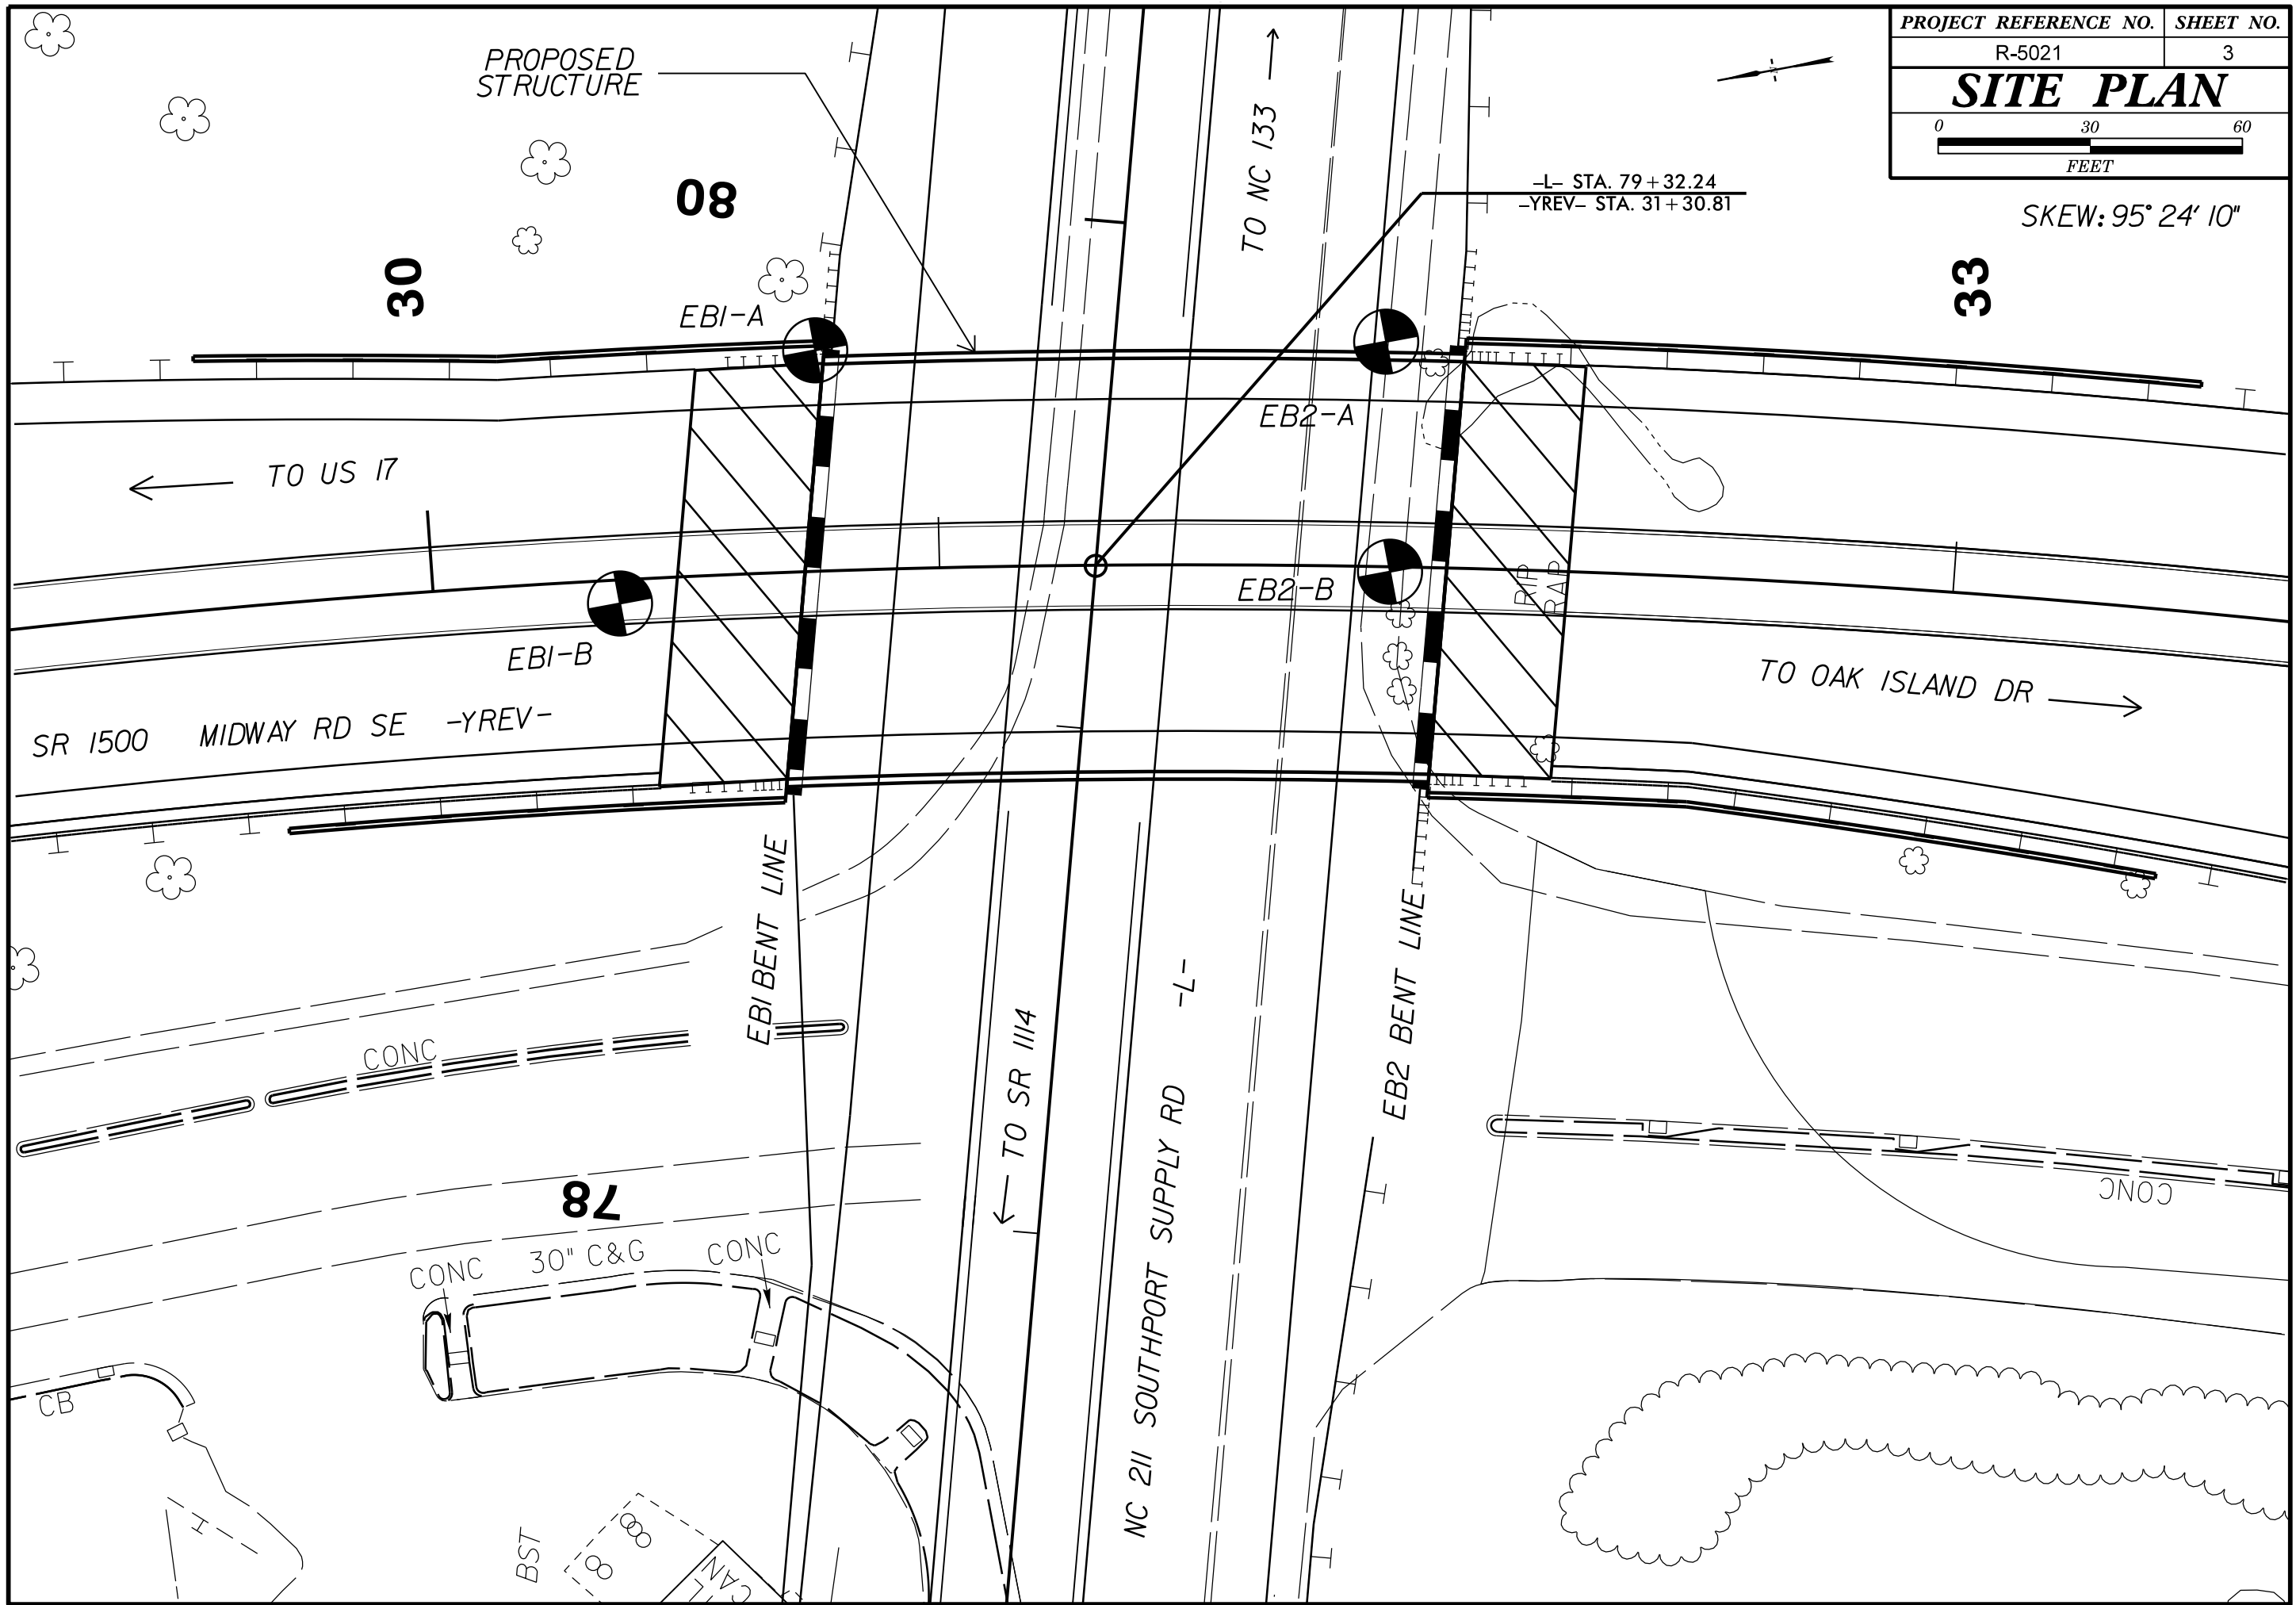 PROJECT REFERENCE NO. SHEET NO.
R-5021 3
SITE PLAN
0 30 60
FEET
SKEW: 95° 24' 10"
PROPOSED
STRUCTURE
TO NC 133
-L- STA. 79+32.24
-YREV- STA. 31+30.81
80
30
33
EB1-A
EB2-A
TO US 17
EB1-B
EB2-B
RIP
RAP
TO OAK ISLAND DR
SR 1500 MIDWAY RD SE -YREV-
EB1 BENT LINE
EB2 BENT LINE
-L-
TO SR 1114
NC 211 SOUTHPORT SUPPLY RD
CONC
CONC
78
CONC
30" C&G
CONC
CB
BST
CAN